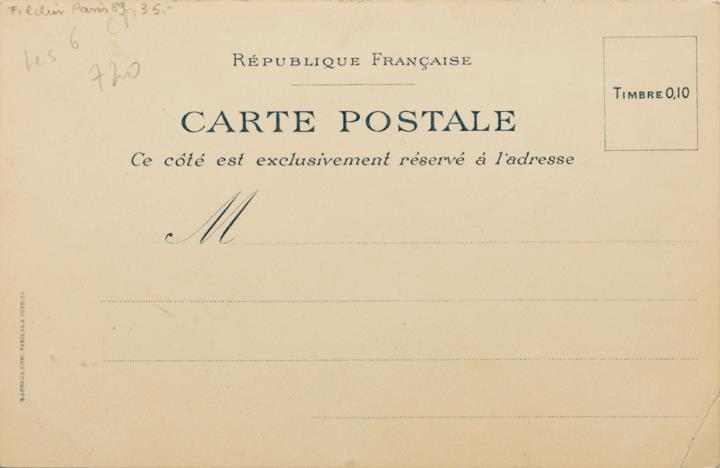 Paris 89 35.-
Les 6 Cp
720
RÉPUBLIQUE FRANÇAISE
CARTE POSTALE
TIMBRE 0,10
Ce côté est exclusivement réservé à l'adresse
M